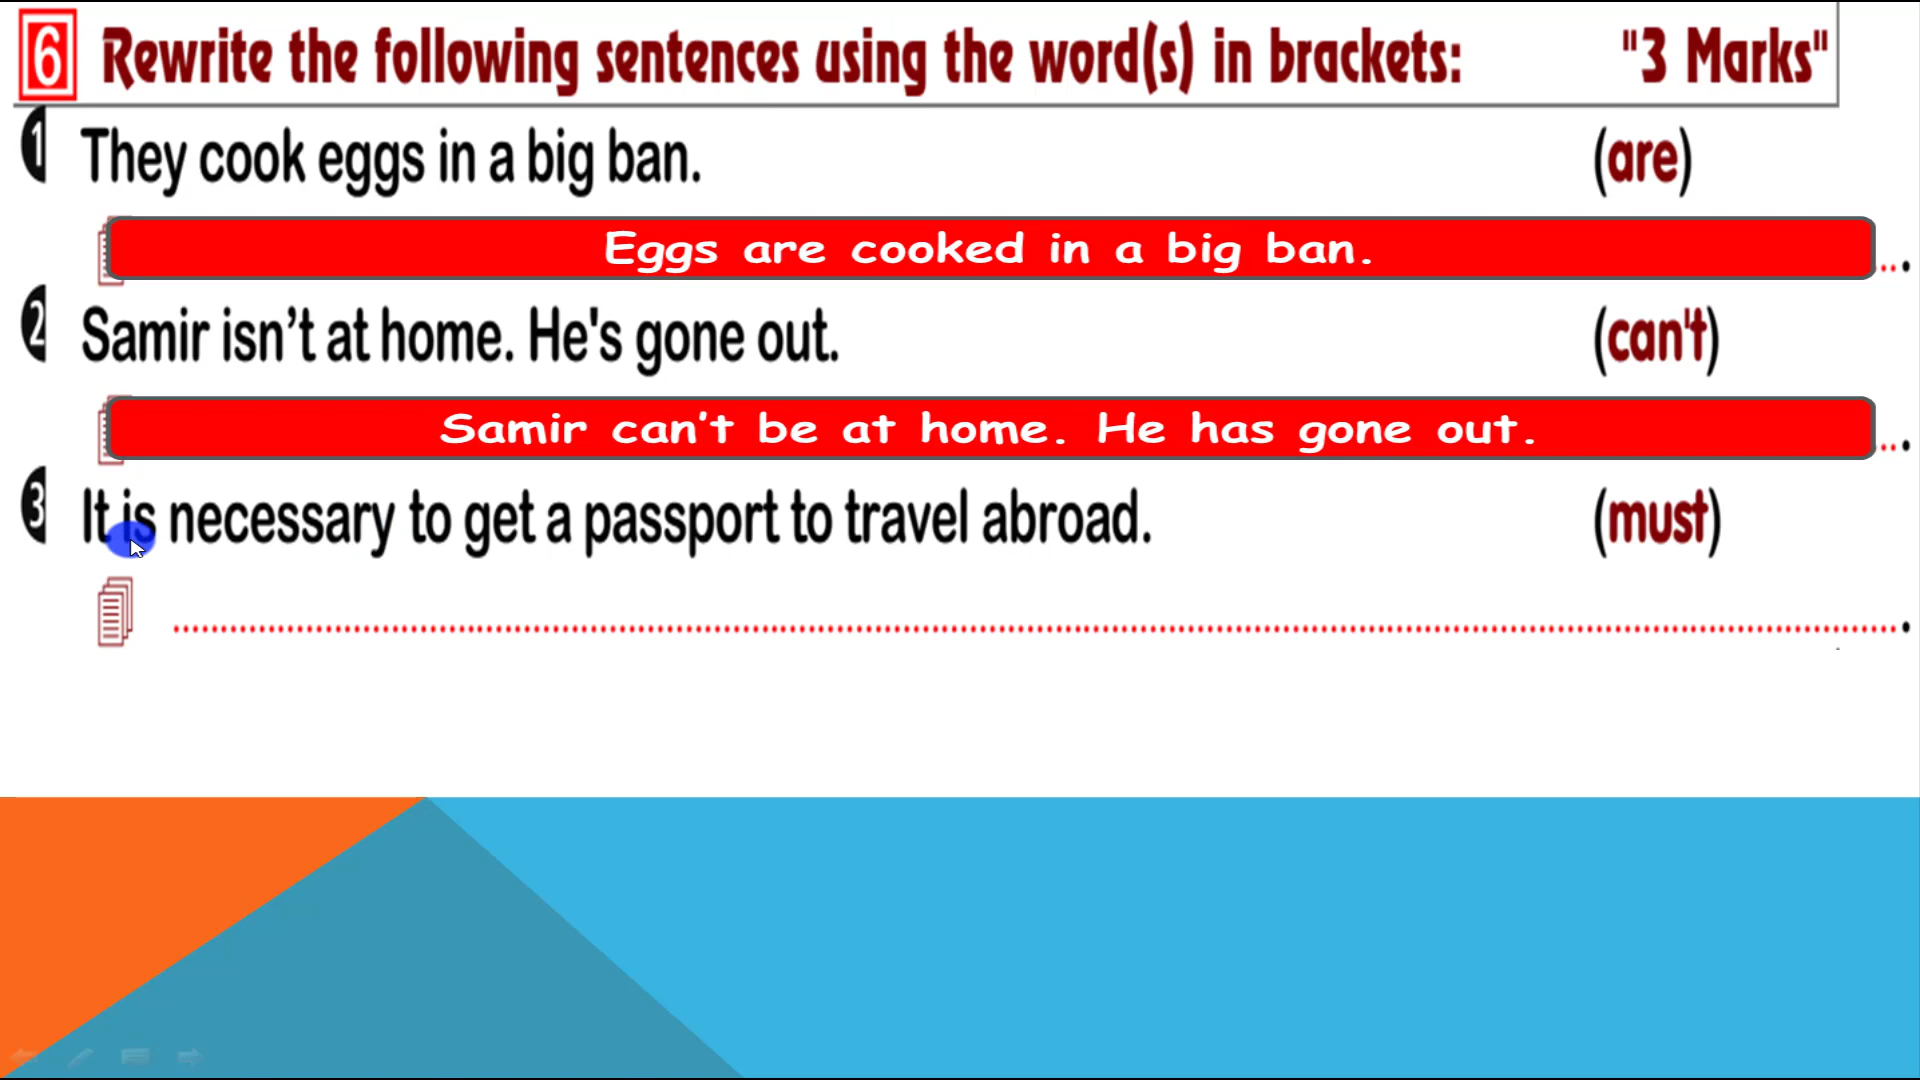 6 Rewrite the following sentences using the word(s) in brackets: "3 Marks"
1 They cook eggs in a big ban. (are)
Eggs are cooked in a big ban. ...
2 Samir isn’t at home. He's gone out. (can't)
Samir can’t be at home. He has gone out. ...
3 It is necessary to get a passport to travel abroad. (must)